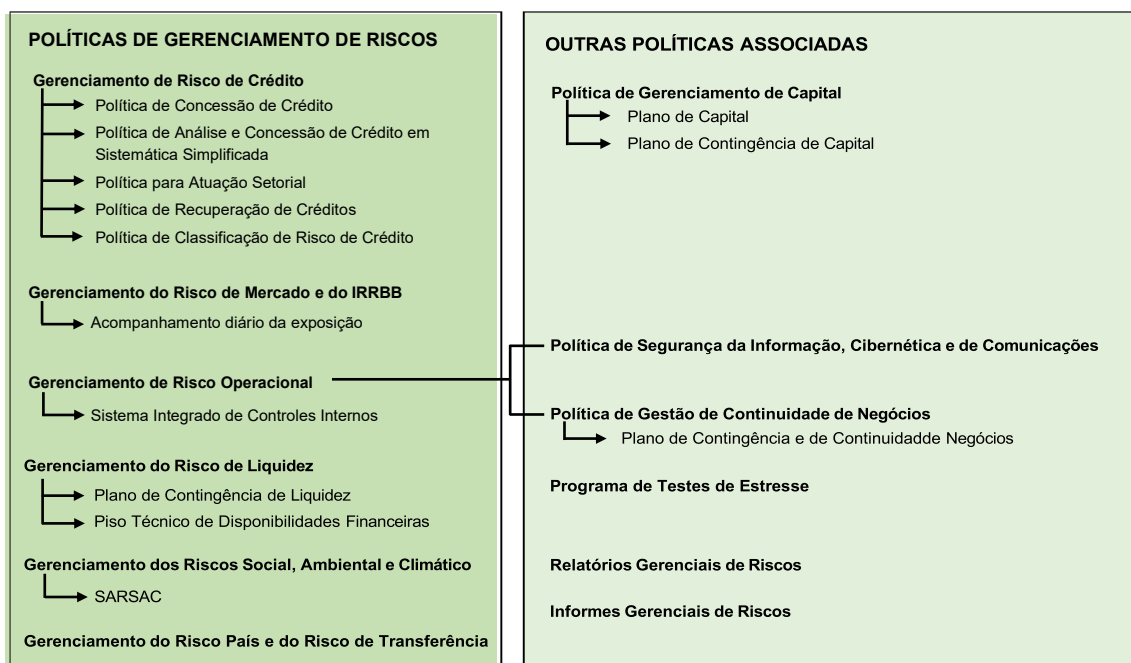 POLÍTICAS DE GERENCIAMENTO DE RISCOS
Gerenciamento de Risco de Crédito
Política de Concessão de Crédito
Política de Análise e Concessão de Crédito em
Sistemática Simplificada
Política para Atuação Setorial
Política de Recuperação de Créditos
Política de Classificação de Risco de Crédito
Gerenciamento do Risco de Mercado e do IRRBB
Acompanhamento diário da exposição
Gerenciamento de Risco Operacional
Sistema Integrado de Controles Internos
Gerenciamento do Risco de Liquidez
Plano de Contingência de Liquidez
Piso Técnico de Disponibilidades Financeiras
Gerenciamento dos Riscos Social, Ambiental e Climático
SARSAC
Gerenciamento do Risco País e do Risco de Transferência
OUTRAS POLÍTICAS ASSOCIADAS
Política de Gerenciamento de Capital
Plano de Capital
Plano de Contingência de Capital
Política de Segurança da Informação, Cibernética e de Comunicações
Política de Gestão de Continuidade de Negócios
Plano de Contingência e de Continuidadde Negócios
Programa de Testes de Estresse
Relatórios Gerenciais de Riscos
Informes Gerenciais de Riscos